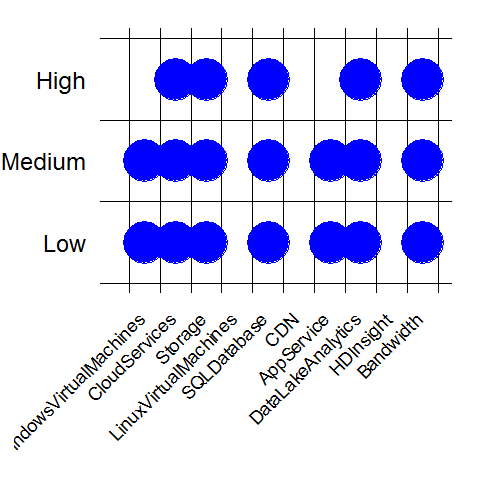 High
Medium
Low
ndowsVirtualMachines
CloudServices
Storage
LinuxVirtualMachines
SQLDatabase
CDN
AppService
DataLakeAnalytics
HDInsight
Bandwidth